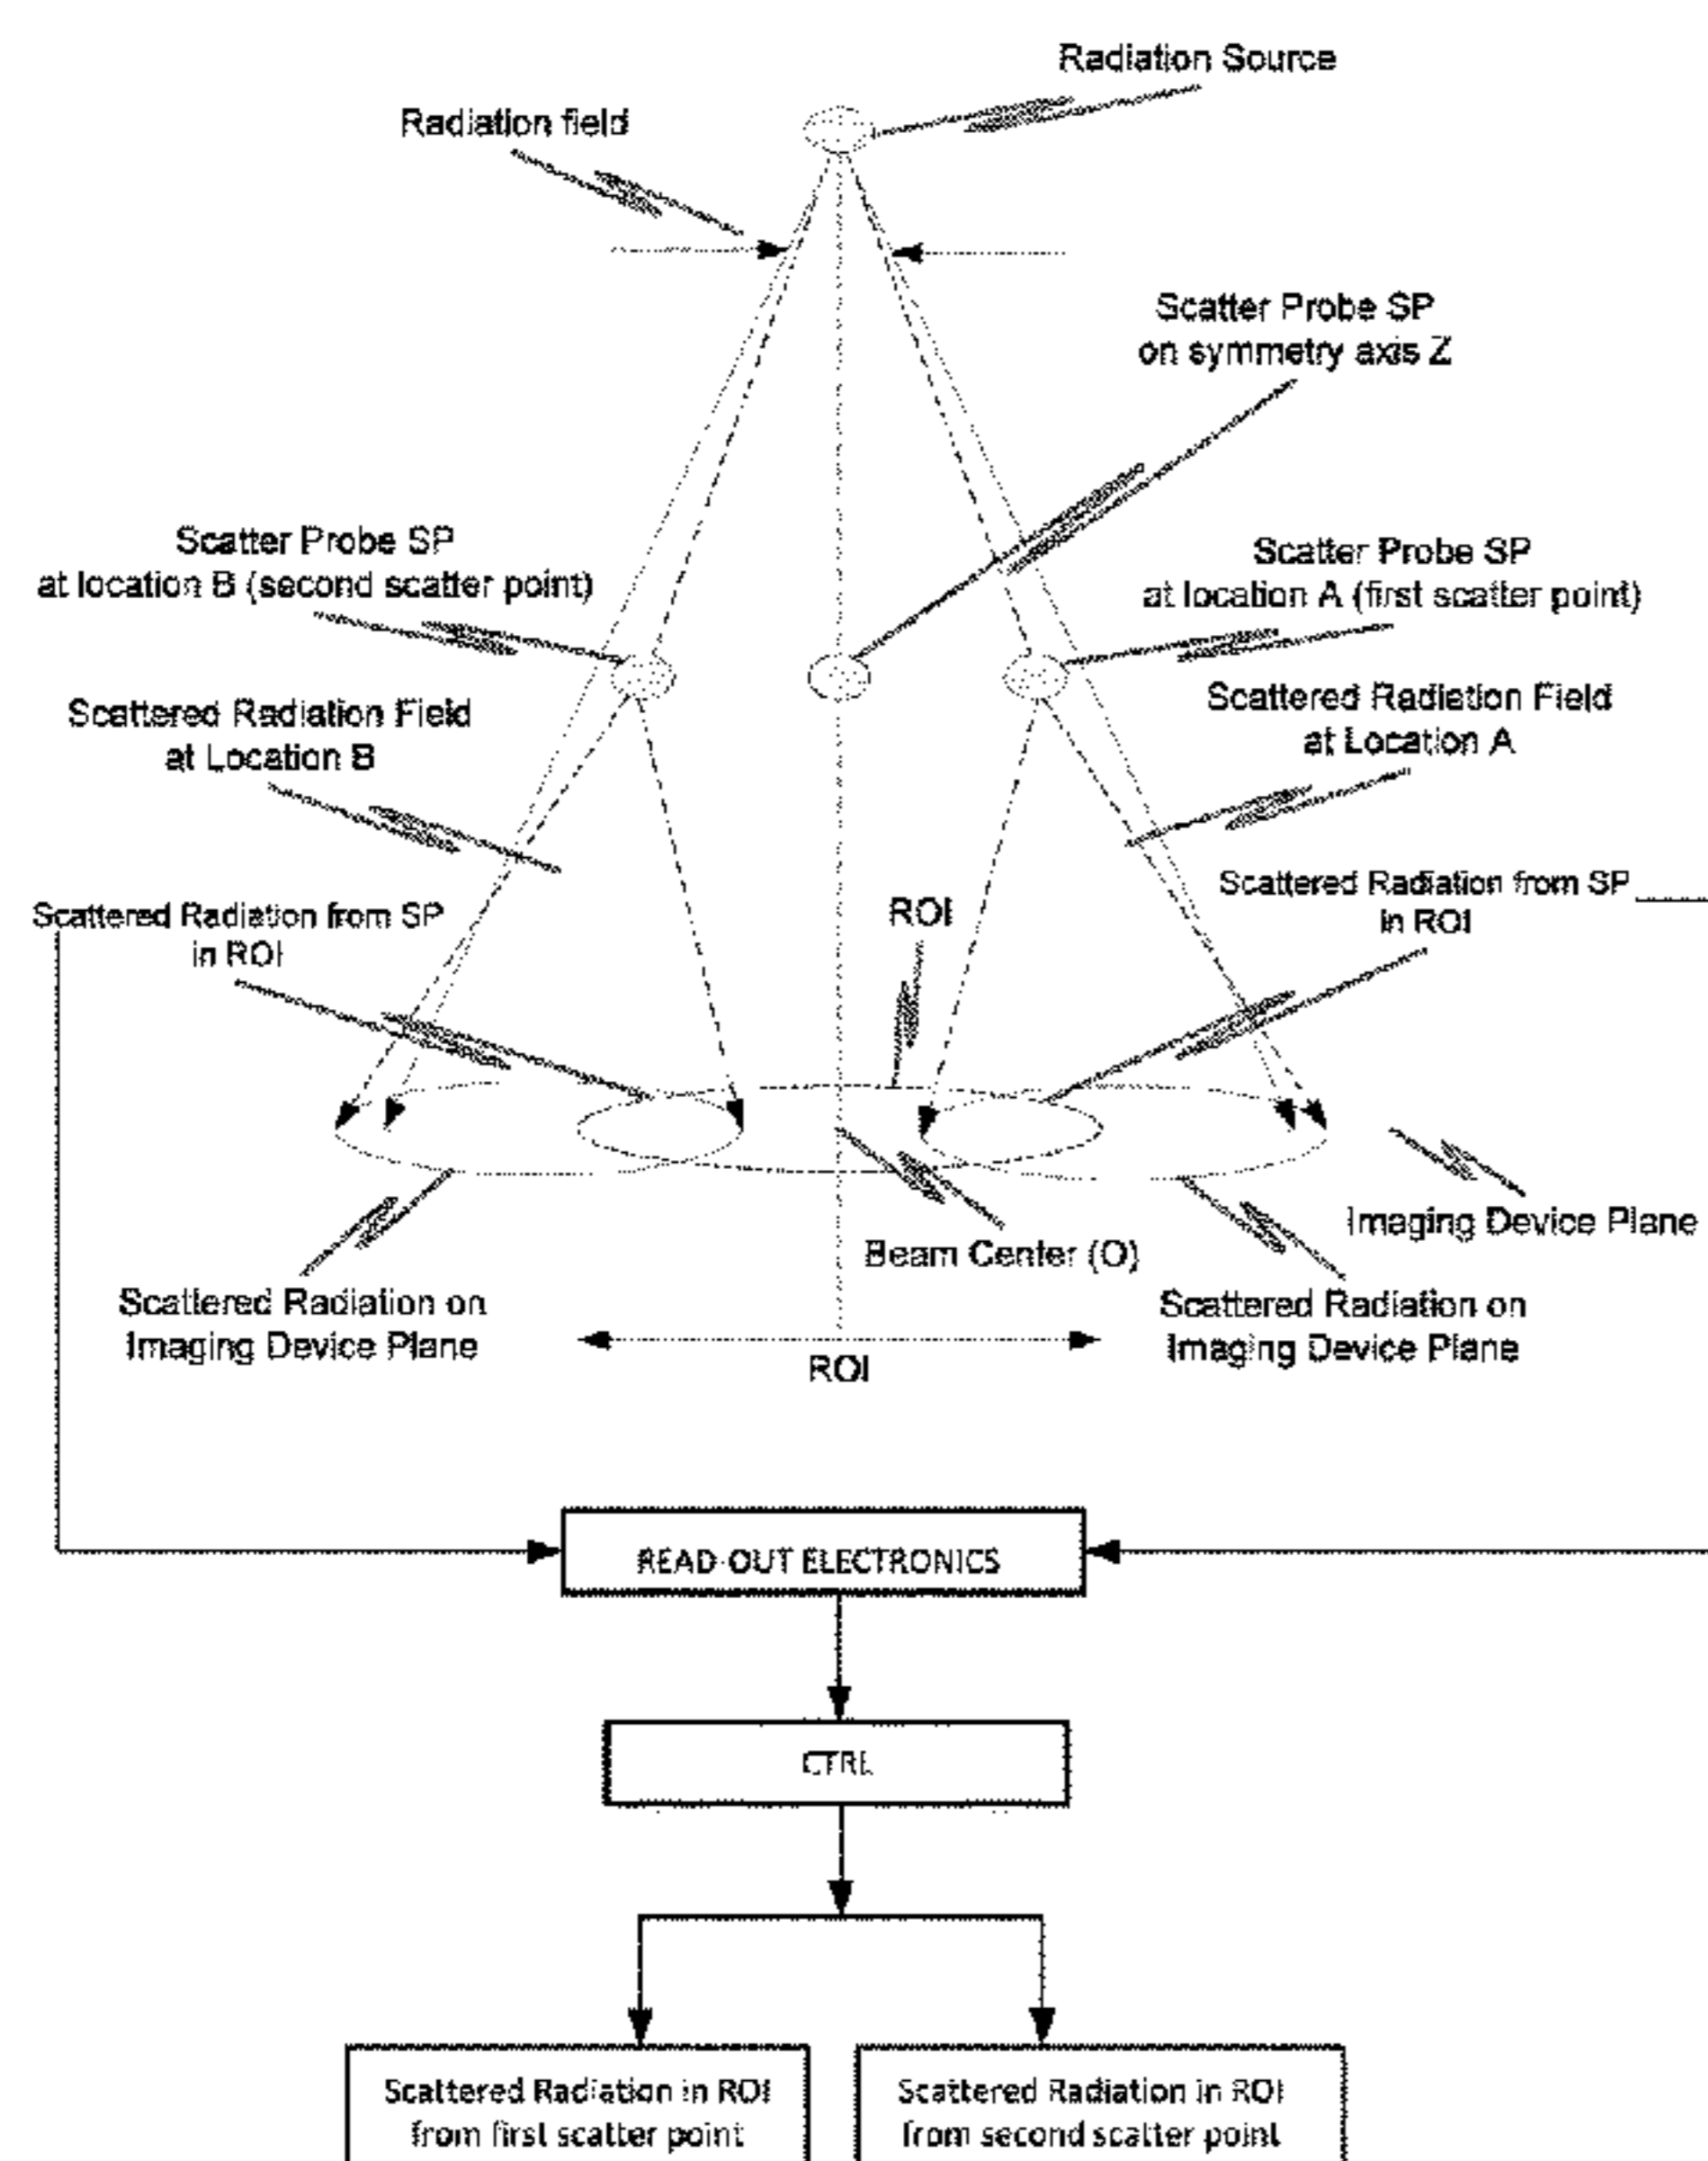 Radiation Source
Radiation field
Scatter Probe SP
on symmetry axis Z
Scatter Probe SP
at location B (second scatter point)
Scatter Probe SP
at location A (first scatter point)
Scattered Radiation Field
at Location B
Scattered Radiation Field
at Location A
Scattered Radiation from SP
in ROI
ROI
Scattered Radiation from SP
in ROI
Imaging Device Plane
Beam Center (O)
Scattered Radiation on
Imaging Device Plane
Scattered Radiation on
Imaging Device Plane
ROI
READ-OUT ELECTRONICS
CTRL
Scattered Radiation in ROI
from first scatter point
Scattered Radiation in ROI
from second scatter point